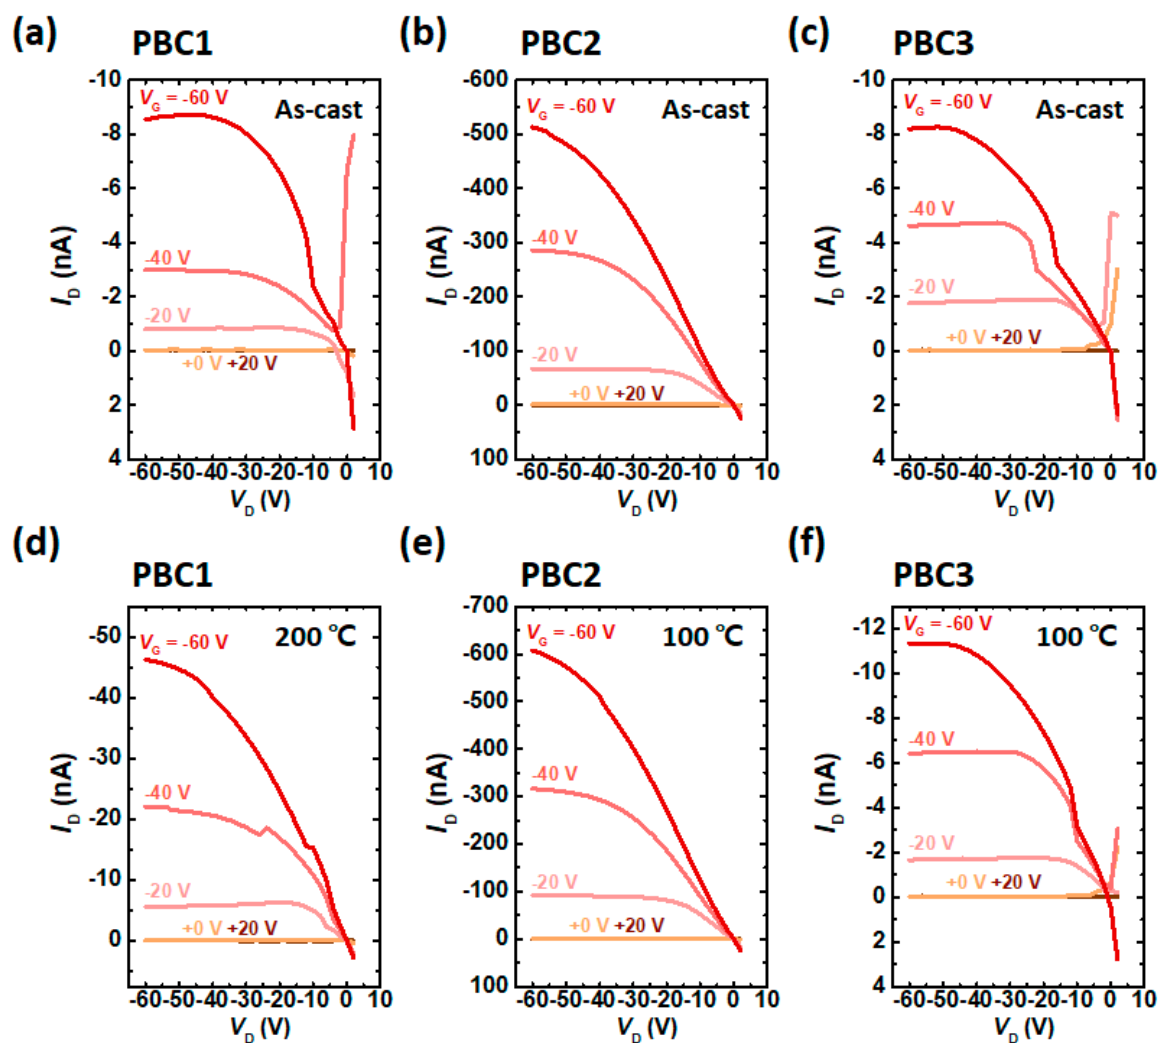 (a) PBC1
-10
-8
-6
-4
-2
0
2
4
I_D (nA)
V_G = -60 V
As-cast
-40 V
-20 V
+0 V +20 V
-60 -50 -40 -30 -20 -10 0 10
V_D (V)
(b) PBC2
-600
-500
-400
-300
-200
-100
0
100
I_D (nA)
V_G = -60 V
As-cast
-40 V
-20 V
+0 V +20 V
-60 -50 -40 -30 -20 -10 0 10
V_D (V)
(c) PBC3
-10
-8
-6
-4
-2
0
2
4
I_D (nA)
V_G = -60 V
As-cast
-40 V
-20 V
+0 V +20 V
-60 -50 -40 -30 -20 -10 0 10
V_D (V)
(d) PBC1
-50
-40
-30
-20
-10
0
I_D (nA)
V_G = -60 V
200 ℃
-40 V
-20 V
+0 V +20 V
-60 -50 -40 -30 -20 -10 0 10
V_D (V)
(e) PBC2
-700
-600
-500
-400
-300
-200
-100
0
100
I_D (nA)
V_G = -60 V
100 ℃
-40 V
-20 V
+0 V +20 V
-60 -50 -40 -30 -20 -10 0 10
V_D (V)
(f) PBC3
-12
-10
-8
-6
-4
-2
0
2
4
I_D (nA)
V_G = -60 V
100 ℃
-40 V
-20 V
+0 V +20 V
-60 -50 -40 -30 -20 -10 0 10
V_D (V)